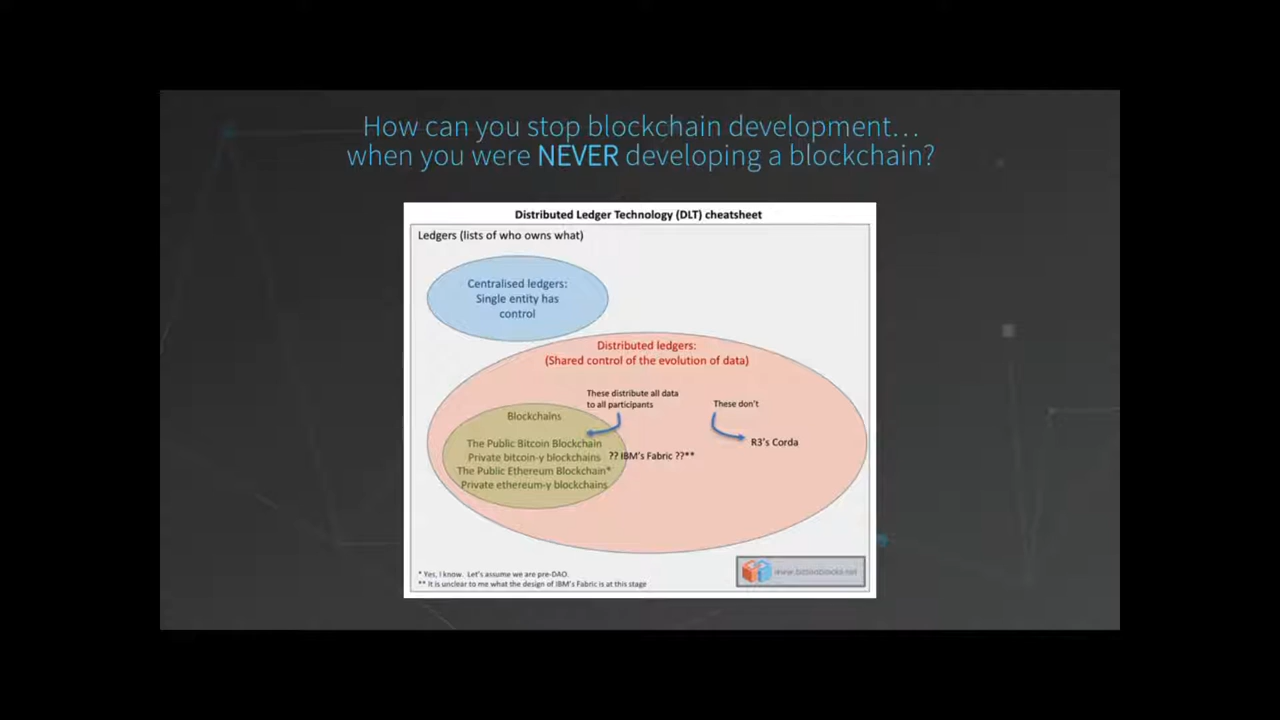 How can you stop blockchain development…
when you were NEVER developing a blockchain?
Distributed Ledger Technology (DLT) cheatsheet
Ledgers (lists of who owns what)
Centralised ledgers:
Single entity has
control
Distributed ledgers:
(Shared control of the evolution of data)
These distribute all data
to all participants
These don't
Blockchains
The Public Bitcoin Blockchain
Private bitcoin-y blockchains
The Public Ethereum Blockchain*
Private ethereum-y blockchains
?? IBM's Fabric ??**
R3's Corda
* Yes, I know. Let's assume we are pre-DAO.
** It is unclear to me what the design of IBM's Fabric is at this stage
www.bitsonblocks.net